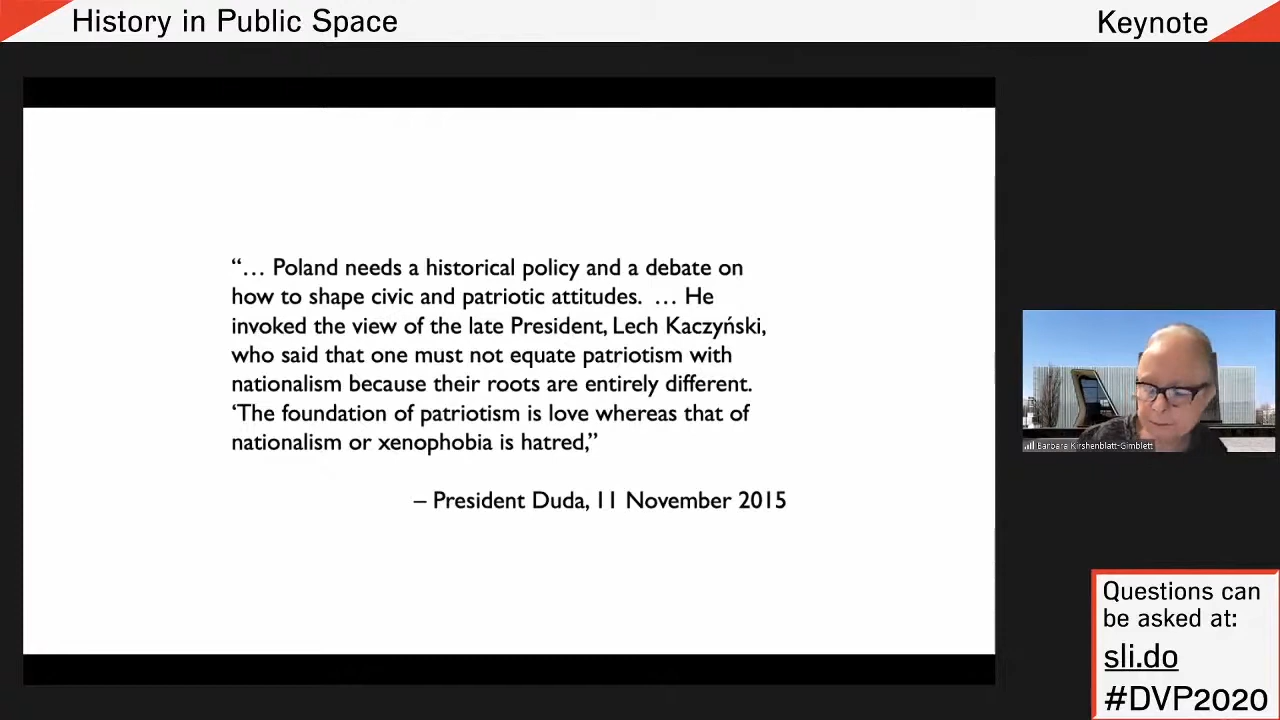 History in Public Space
Keynote
“… Poland needs a historical policy and a debate on
how to shape civic and patriotic attitudes. … He
invoked the view of the late President, Lech Kaczyński,
who said that one must not equate patriotism with
nationalism because their roots are entirely different.
‘The foundation of patriotism is love whereas that of
nationalism or xenophobia is hatred,”
– President Duda, 11 November 2015
Barbara Kirshenblatt-Gimblett
Questions can
be asked at:
sli.do
#DVP2020